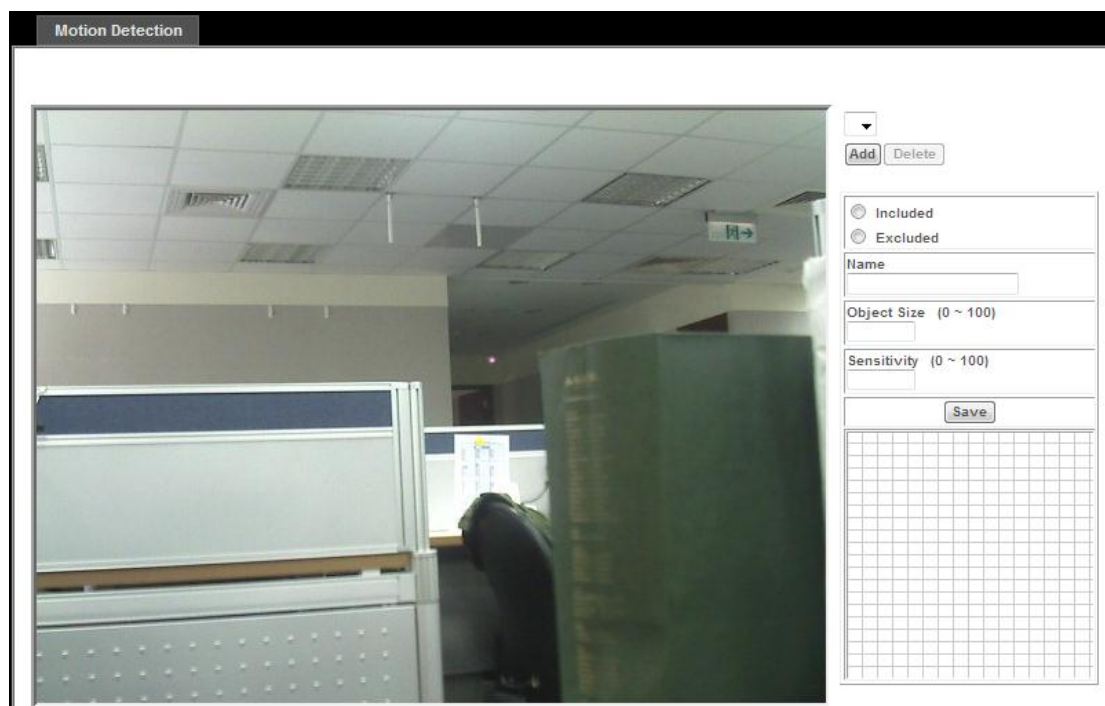 Motion Detection
Add Delete
Included
Excluded
Name
Object Size (0 ~ 100)
Sensitivity (0 ~ 100)
Save